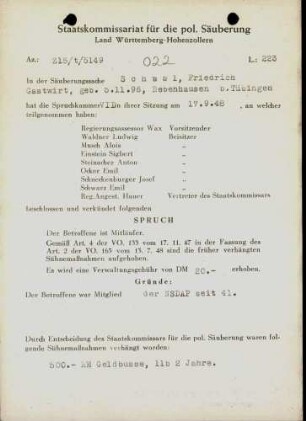 Staatskommissariat für die pol. Säuberung
Land Württemberg-Hohenzollern
Az.: 218/t/5149 022 L: 223
In der Säuberungssache S c h u s l, Friedrich
Gastwirt, geb. 5.11.96, Bebenhausen b.Tübingen
hat die Spruchkammer VII in ihrer Sitzung am 17.9.48 , an welcher
teilgenommen haben:
Regierungsassessor Wax Vorsitzender
Waldner Ludwig Beisitzer
Musch Alois „
Einstein Sigbert „
Steinacher Anton „
Ocker Emil „
Schneckenburger Josef „
Schwarz Emil „
Reg.Angest. Hauer Vertreter des Staatskommissars
beschlossen und verkündet folgenden
SPRUCH
Der Betroffene ist Mitläufer.
Gemäß Art. 4 der VO. 133 vom 17. 11. 47 in der Fassung des
Art. 2 der VO. 165 vom 13. 7. 48 sind die früher verhängten
Sühnemaßnahmen aufgehoben.
Es wird eine Verwaltungsgebühr von DM 20.- erhoben.
Gründe:
Der Betroffene war Mitglied der NSDAP seit 41.
Durch Entscheidung des Staatskommissars für die pol. Säuberung waren fol-
gende Sühnemaßnahmen verhängt worden:
500.- RM Geldbusse, 11b 2 Jahre.